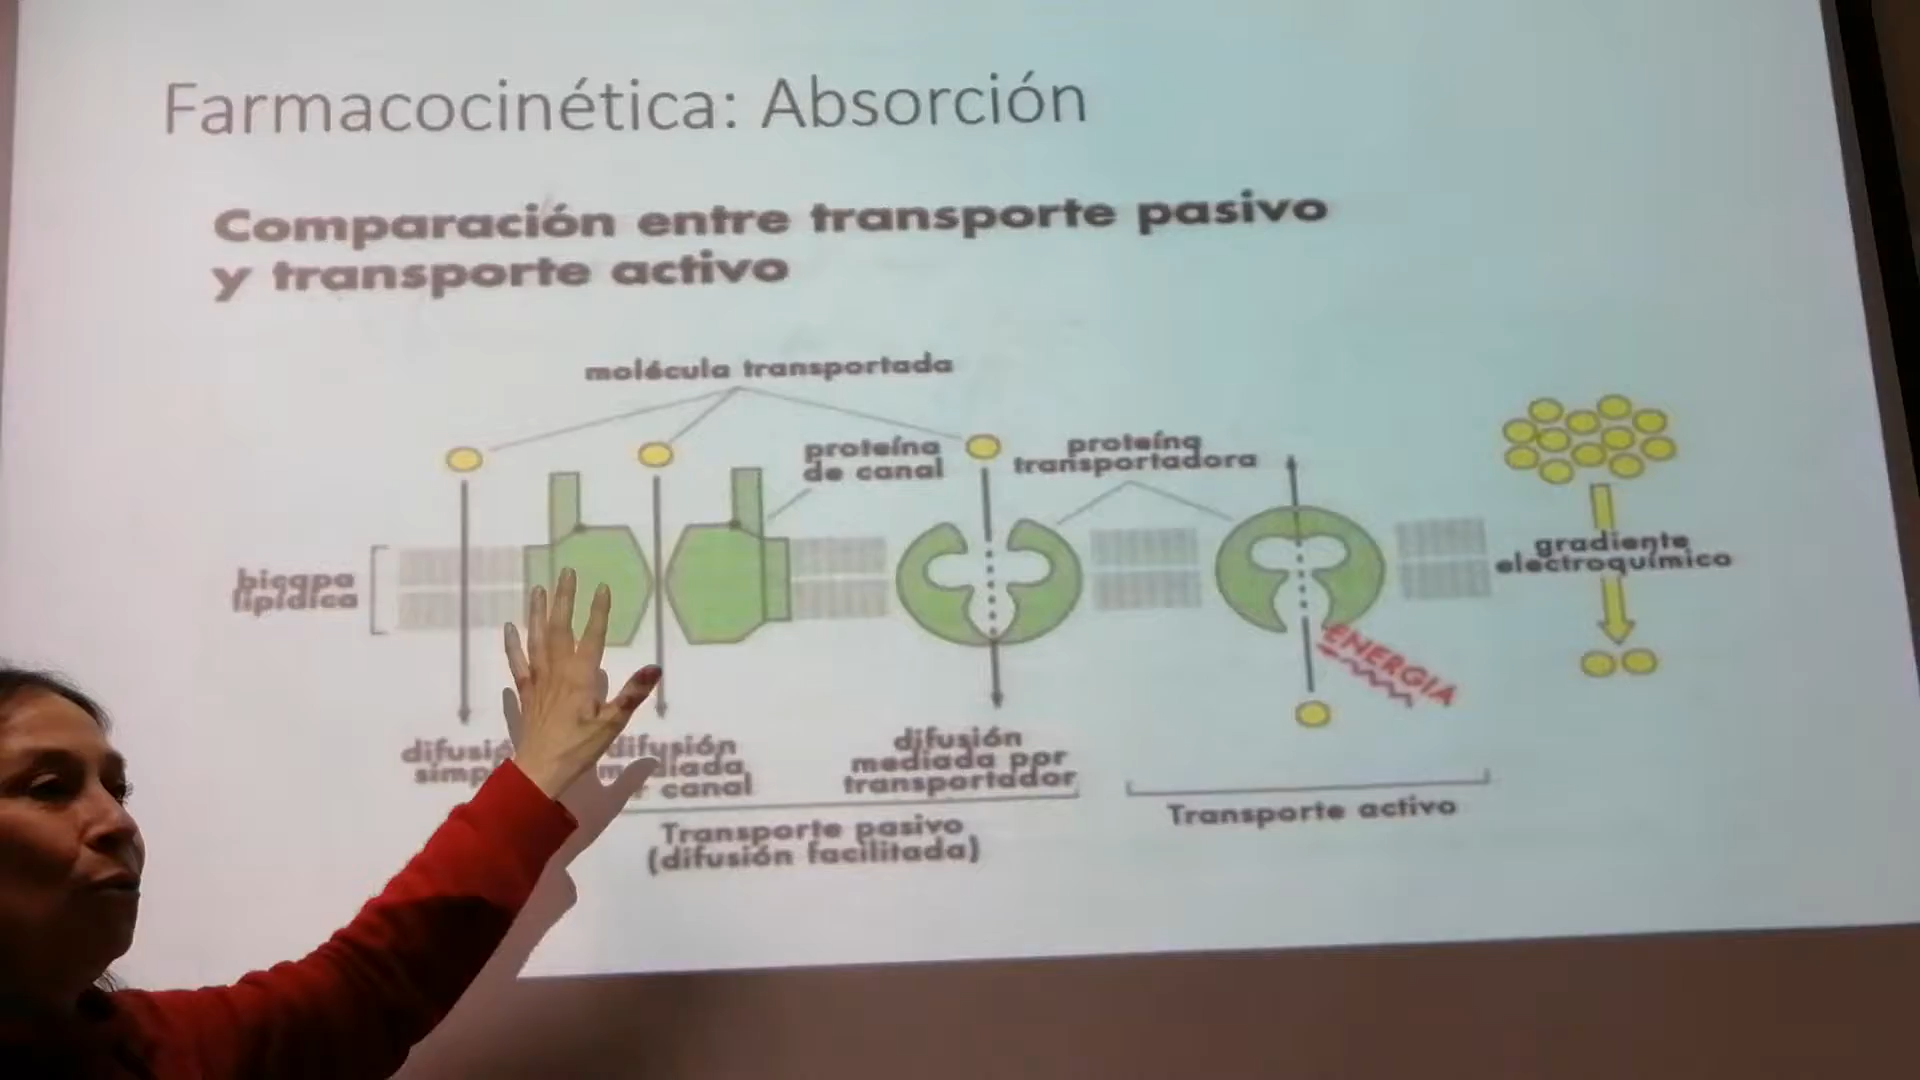 Farmacocinética: Absorción
Comparación entre transporte pasivo
y transporte activo
molécula transportada
proteína
de canal
proteína
transportadora
bicapa
lipídica
gradiente
electroquímico
ENERGIA
difusión
canal
difusión
mediada por
transportador
Transporte pasivo
(difusión facilitada)
Transporte activo